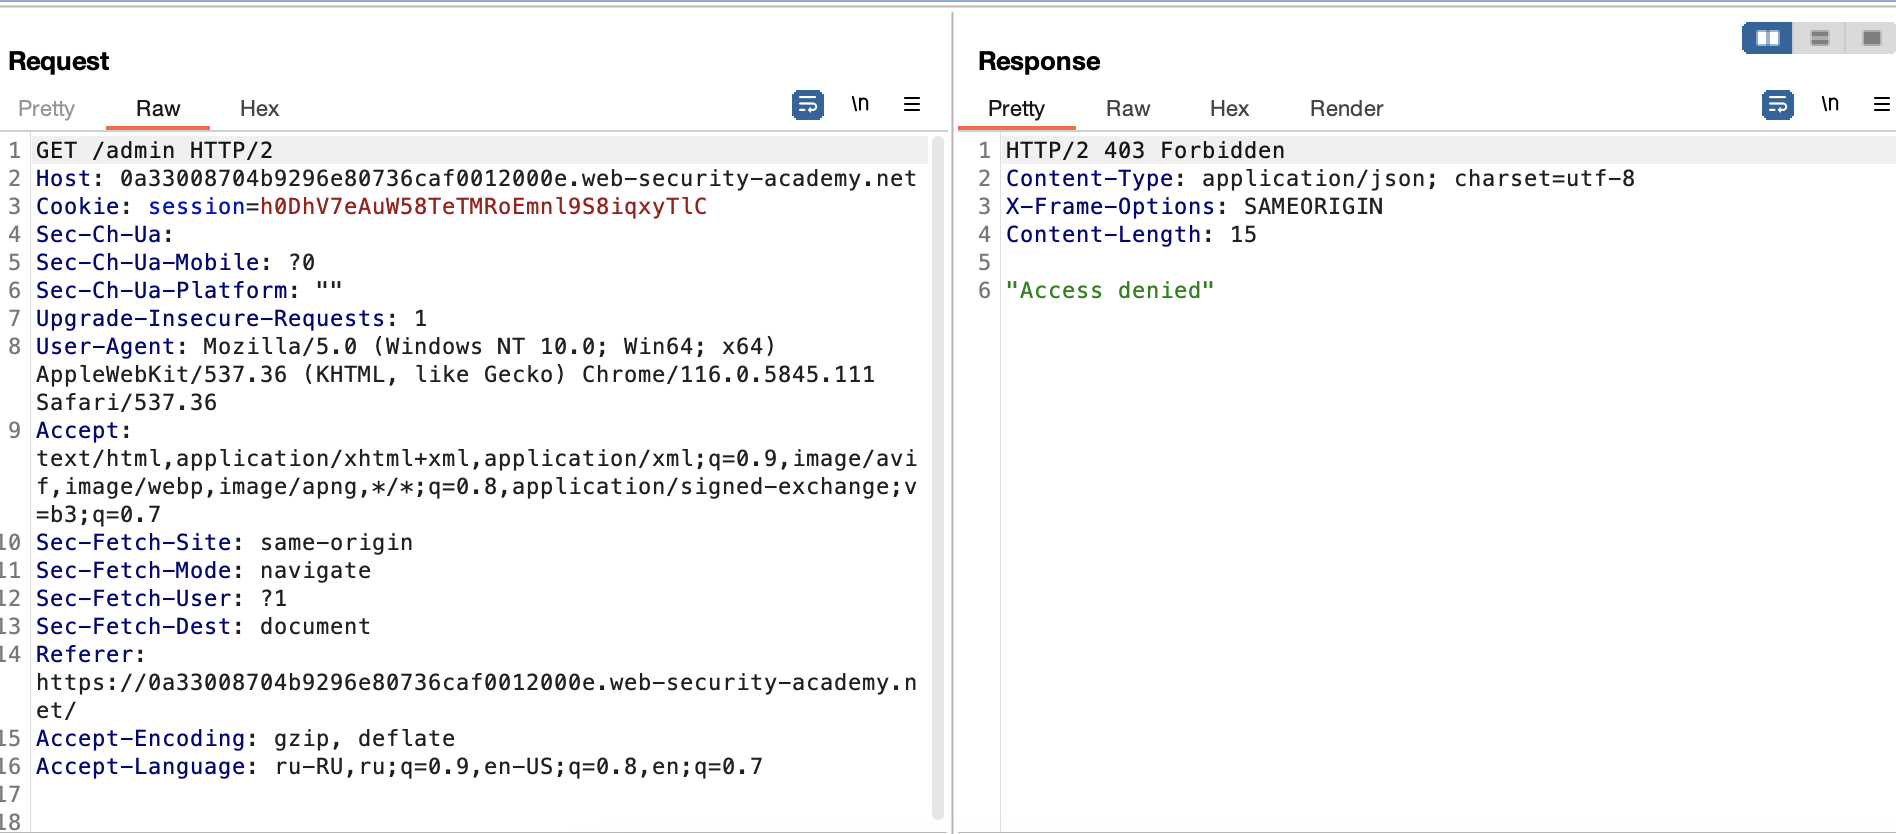 Request
Pretty Raw Hex \n
1 GET /admin HTTP/2
2 Host: 0a33008704b9296e80736caf0012000e.web-security-academy.net
3 Cookie: session=h0DhV7eAuW58TeTMRoEmnl9S8iqxyTlC
4 Sec-Ch-Ua:
5 Sec-Ch-Ua-Mobile: ?0
6 Sec-Ch-Ua-Platform: ""
7 Upgrade-Insecure-Requests: 1
8 User-Agent: Mozilla/5.0 (Windows NT 10.0; Win64; x64)
AppleWebKit/537.36 (KHTML, like Gecko) Chrome/116.0.5845.111
Safari/537.36
9 Accept:
text/html,application/xhtml+xml,application/xml;q=0.9,image/avi
f,image/webp,image/apng,*/*;q=0.8,application/signed-exchange;v
=b3;q=0.7
10 Sec-Fetch-Site: same-origin
11 Sec-Fetch-Mode: navigate
12 Sec-Fetch-User: ?1
13 Sec-Fetch-Dest: document
14 Referer:
https://0a33008704b9296e80736caf0012000e.web-security-academy.n
et/
15 Accept-Encoding: gzip, deflate
16 Accept-Language: ru-RU,ru;q=0.9,en-US;q=0.8,en;q=0.7
17
18
Response
Pretty Raw Hex Render \n
1 HTTP/2 403 Forbidden
2 Content-Type: application/json; charset=utf-8
3 X-Frame-Options: SAMEORIGIN
4 Content-Length: 15
5
6 "Access denied"